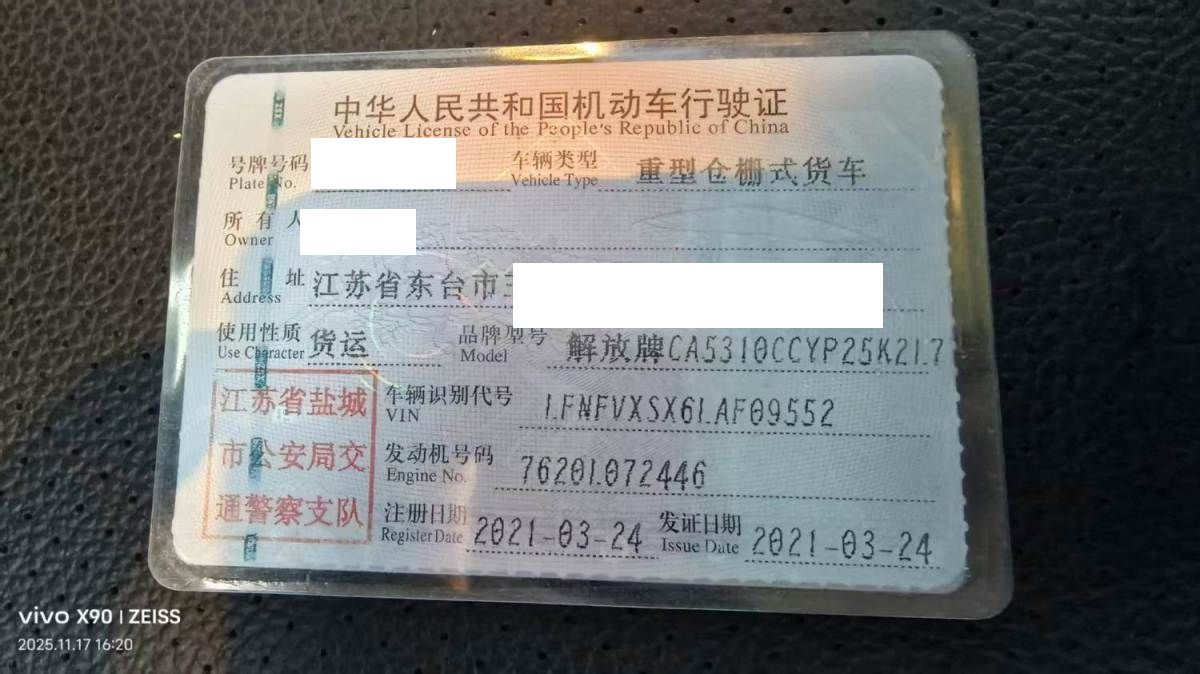 中华人民共和国机动车行驶证
Vehicle License of the People's Republic of China
号牌号码 车辆类型 重型仓栅式货车
Plate No. Vehicle Type
所有人
Owner
住址 江苏省东台市
Address
使用性质 货运 品牌型号 解放牌CA5310CCYP25K2L7
Use Character Model
江苏省盐城 车辆识别代号 LFNFVXSX6LAF09552
VIN
市公安局交 发动机号码 76201072446
Engine No.
通警察支队 注册日期 2021-03-24 发证日期 2021-03-24
Register Date Issue Date
vivo X90 | ZEISS
2025.11.17 16:20